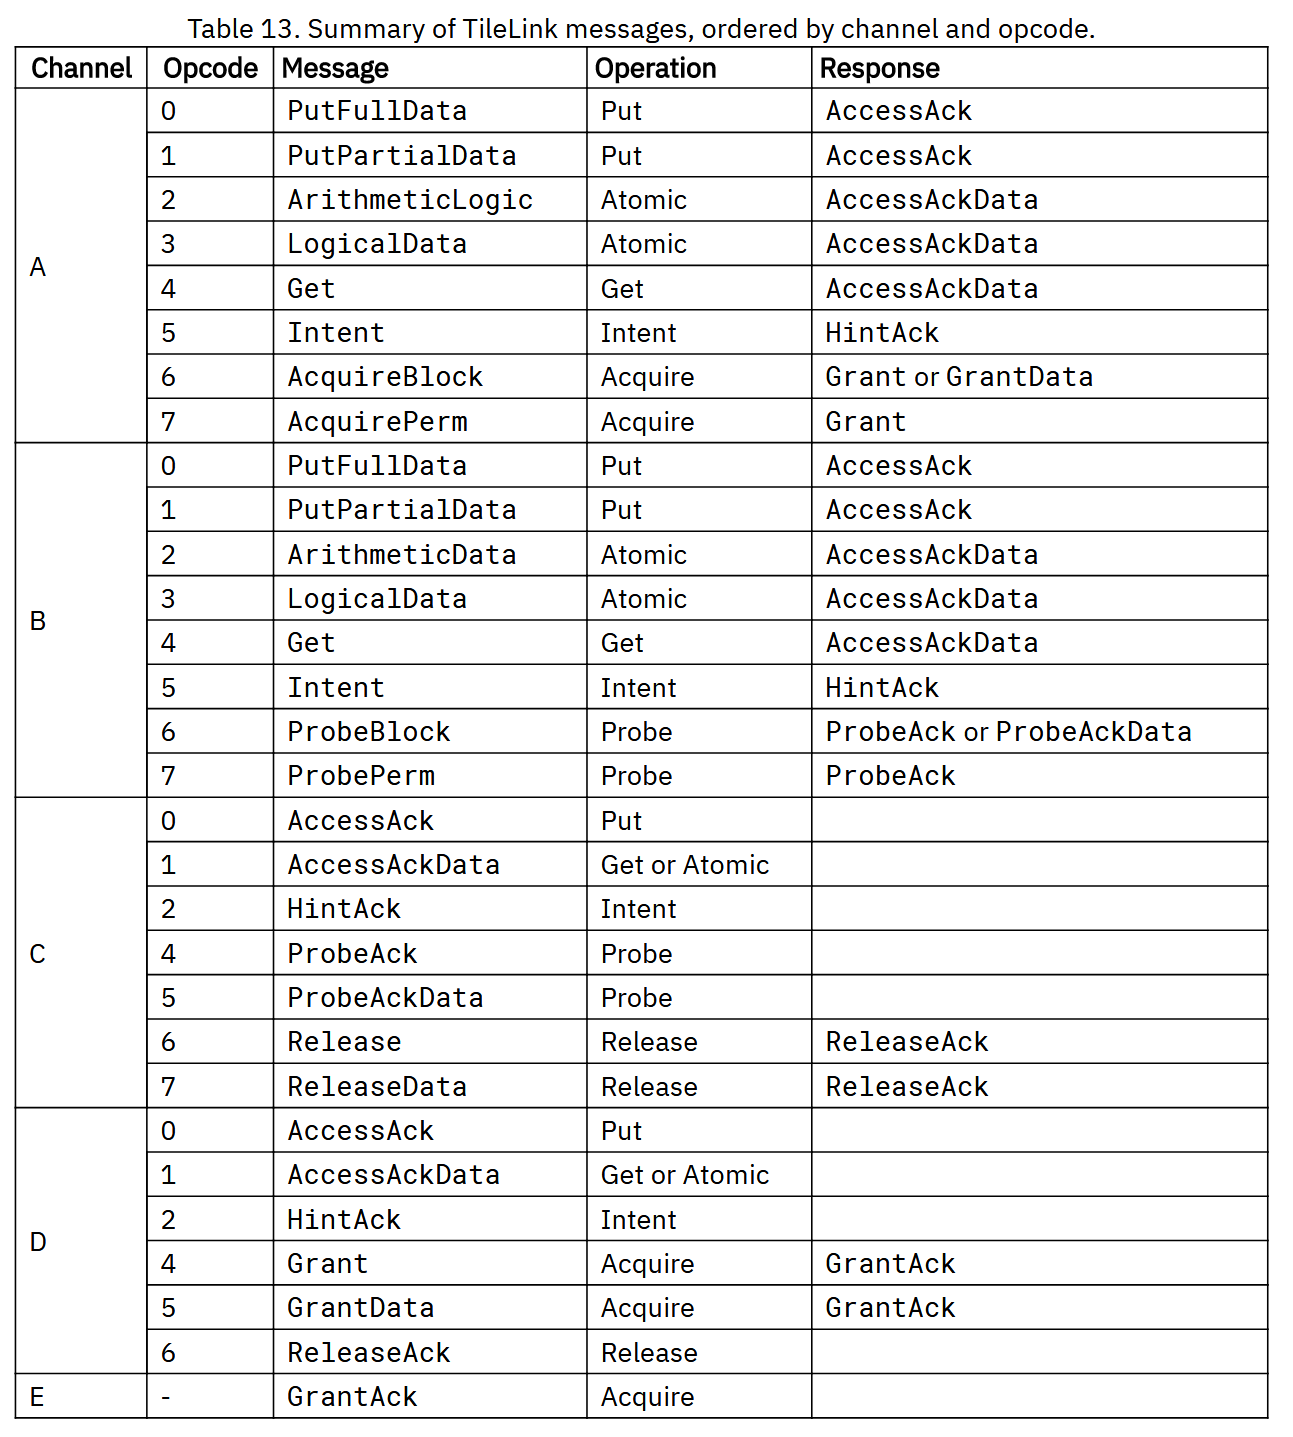 Table 13. Summary of TileLink messages, ordered by channel and opcode.
Channel Opcode Message Operation Response
A
0 PutFullData Put AccessAck
1 PutPartialData Put AccessAck
2 ArithmeticLogic Atomic AccessAckData
3 LogicalData Atomic AccessAckData
4 Get Get AccessAckData
5 Intent Intent HintAck
6 AcquireBlock Acquire Grant or GrantData
7 AcquirePerm Acquire Grant
B
0 PutFullData Put AccessAck
1 PutPartialData Put AccessAck
2 ArithmeticData Atomic AccessAckData
3 LogicalData Atomic AccessAckData
4 Get Get AccessAckData
5 Intent Intent HintAck
6 ProbeBlock Probe ProbeAck or ProbeAckData
7 ProbePerm Probe ProbeAck
C
0 AccessAck Put
1 AccessAckData Get or Atomic
2 HintAck Intent
4 ProbeAck Probe
5 ProbeAckData Probe
6 Release Release ReleaseAck
7 ReleaseData Release ReleaseAck
D
0 AccessAck Put
1 AccessAckData Get or Atomic
2 HintAck Intent
4 Grant Acquire GrantAck
5 GrantData Acquire GrantAck
6 ReleaseAck Release
E - GrantAck Acquire